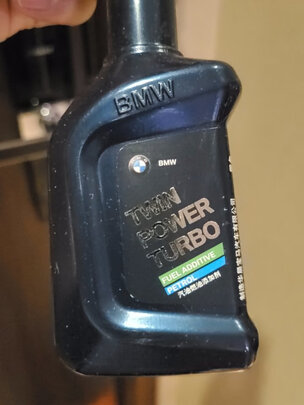 BMW
BMW
TWIN
POWER
TURBO
FUEL ADDITIVE
PETROL
汽油燃油添加剂